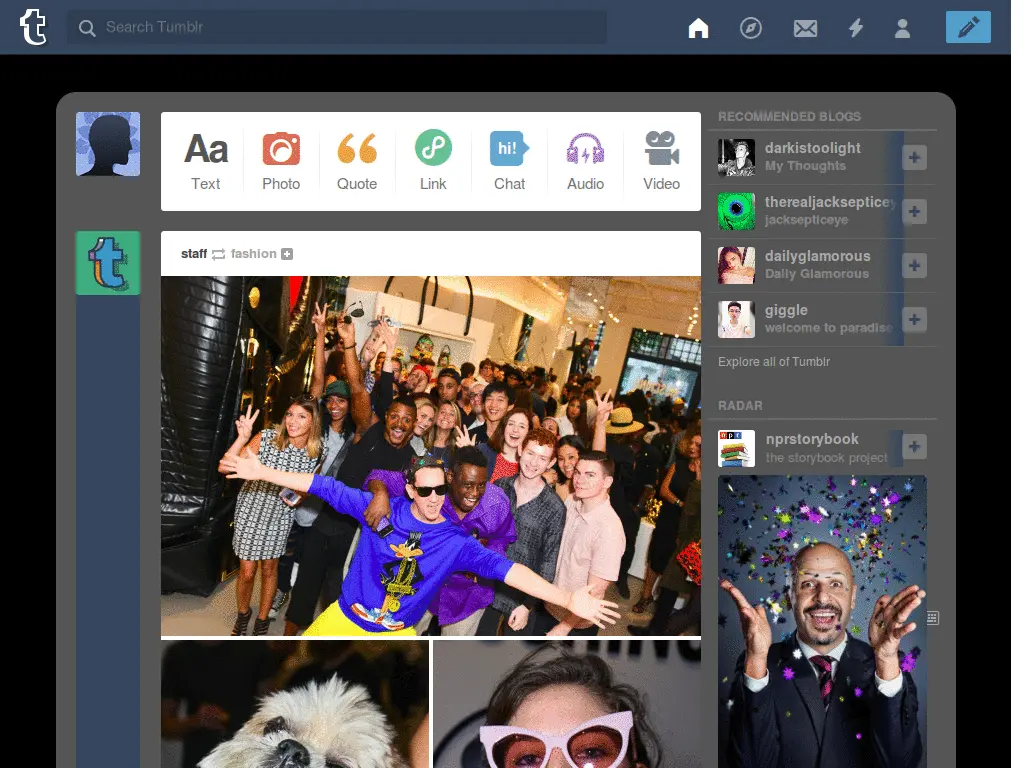 Search Tumblr
Aa
Text
Photo
Quote
Link
hi!
Chat
Audio
Video
staff fashion
RECOMMENDED BLOGS
darkistoolight
My Thoughts
therealjacksepticey
jacksepticeye
dailyglamorous
Daily Glamorous
giggle
welcome to paradise
Explore all of Tumblr
RADAR
npr
nprstorybook
the storybook project